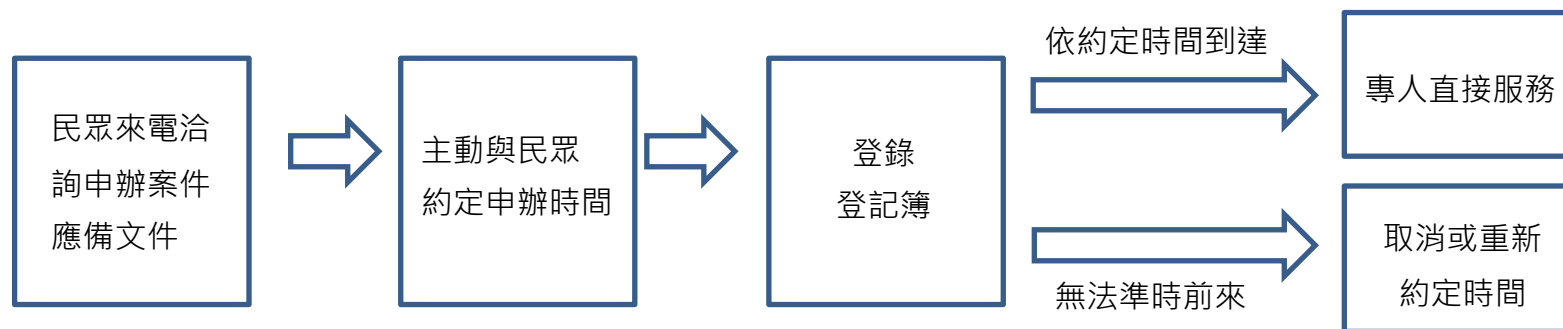 民眾來電洽
詢申辦案件
應備文件
主動與民眾
約定申辦時間
登錄
登記簿
依約定時間到達
專人直接服務
無法準時前來
取消或重新
約定時間